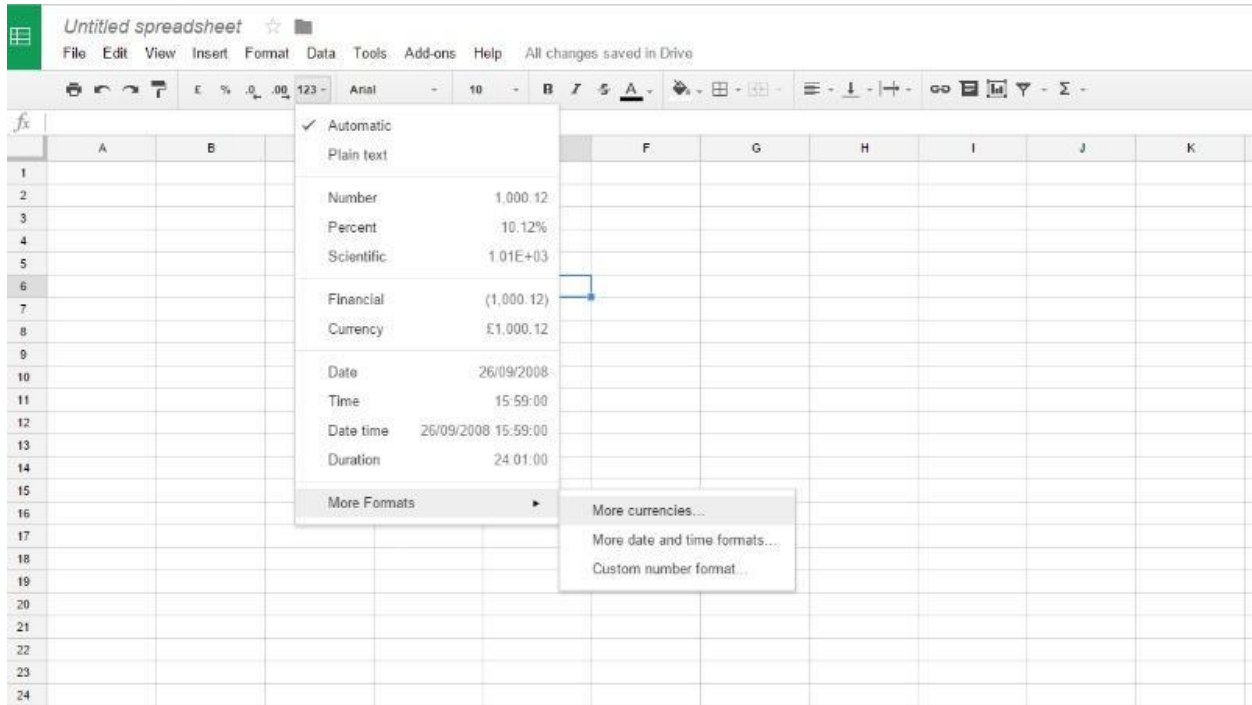 Untitled spreadsheet
File Edit View Insert Format Data Tools Add-ons Help All changes saved in Drive
£ % .0 .00 123 Arial 10 B I S A Σ
fx
A B F G H I J K
Automatic
Plain text
Number 1,000.12
Percent 10.12%
Scientific 1.01E+03
Financial (1,000.12)
Currency £1,000.12
Date 26/09/2008
Time 15:59:00
Date time 26/09/2008 15:59:00
Duration 24:01:00
More Formats
More currencies...
More date and time formats...
Custom number format...
1
2
3
4
5
6
7
8
9
10
11
12
13
14
15
16
17
18
19
20
21
22
23
24